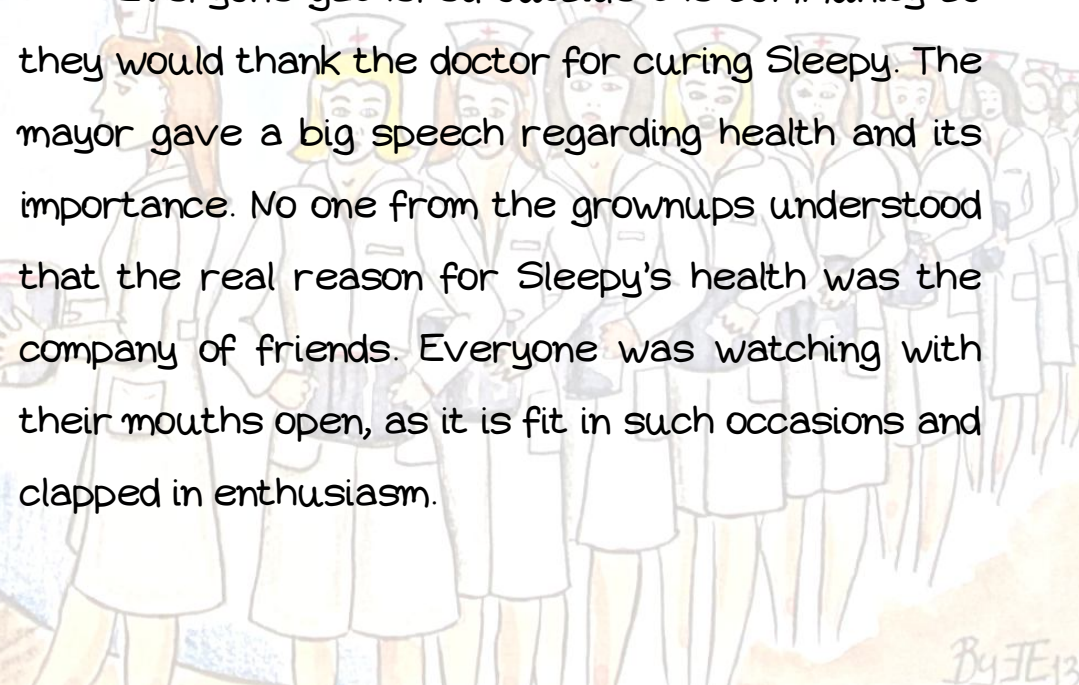 they would thank the doctor for curing Sleepy. The
mayor gave a big speech regarding health and its
importance. No one from the grownups understood
that the real reason for Sleepy's health was the
company of friends. Everyone was watching with
their mouths open, as it is fit in such occasions and
clapped in enthusiasm.
By